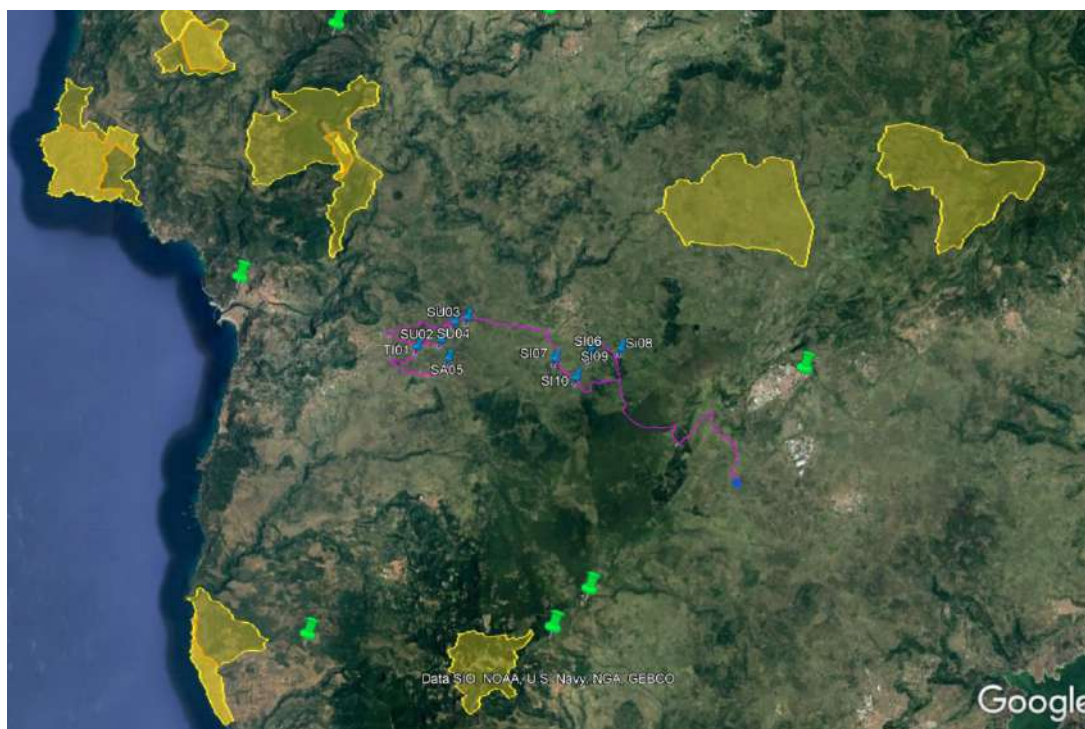 SU03
SU02 SU04
TI01
SA05
SI06
SI07 SI09 Si08
SI10
Data SIO, NOAA, U.S. Navy, NGA, GEBCO
Google